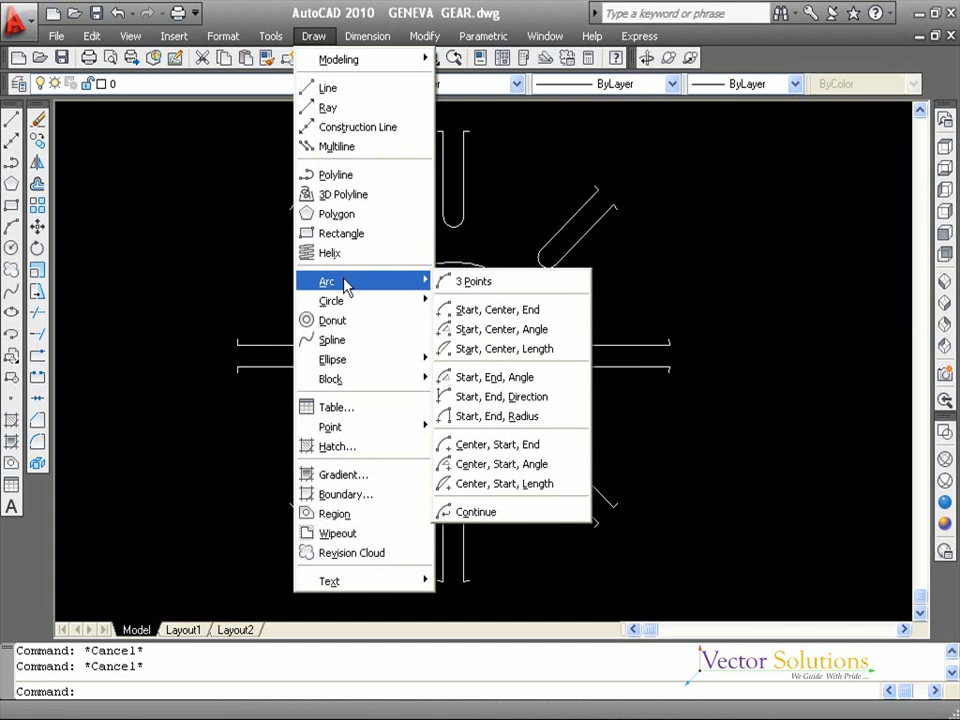 AutoCAD 2010 GENEVA GEAR.dwg
Type a keyword or phrase
File Edit View Insert Format Tools Draw Dimension Modify Parametric Window Help Express
0
ByLayer
ByLayer
ByColor
Modeling
Line
Ray
Construction Line
Multiline
Polyline
3D Polyline
Polygon
Rectangle
Helix
Arc
Circle
Donut
Spline
Ellipse
Block
Table...
Point
Hatch...
Gradient...
Boundary...
Region
Wipeout
Revision Cloud
Text
3 Points
Start, Center, End
Start, Center, Angle
Start, Center, Length
Start, End, Angle
Start, End, Direction
Start, End, Radius
Center, Start, End
Center, Start, Angle
Center, Start, Length
Continue
A
Model Layout1 Layout2
Command: *Cancel*
Command: *Cancel*
Command:
Vector Solutions
We Guide With Pride ...